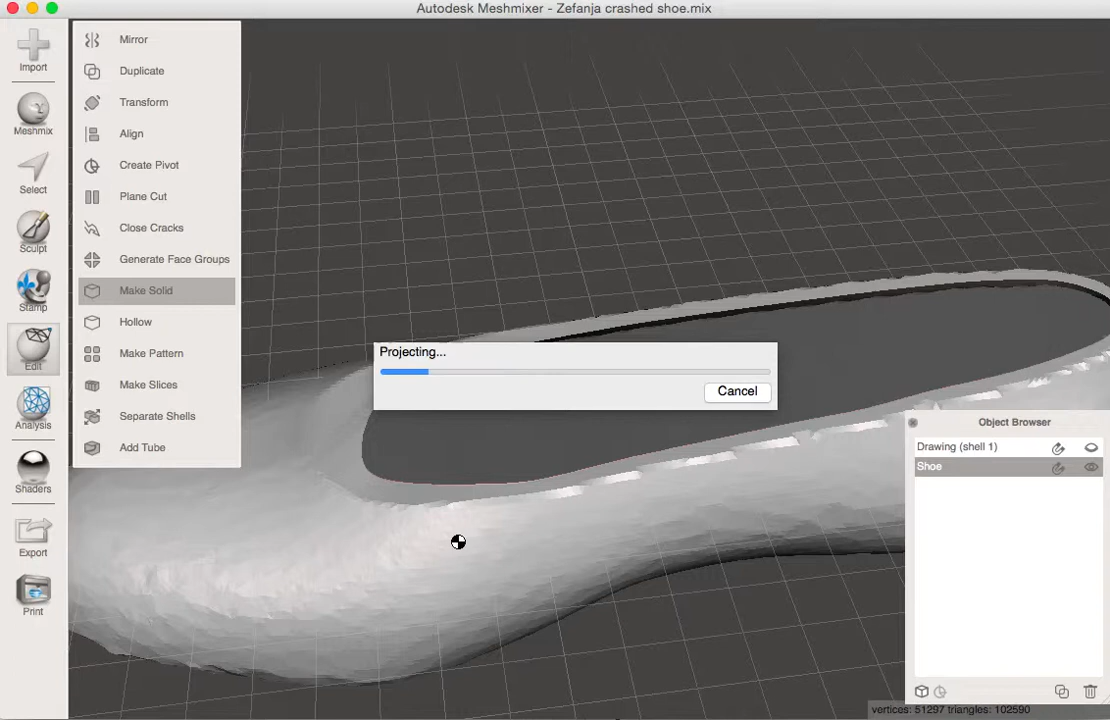 Autodesk Meshmixer - Zefanja crashed shoe.mix
Import
Meshmix
Select
Sculpt
Stamp
Edit
Analysis
Shaders
Export
Print
Mirror
Duplicate
Transform
Align
Create Pivot
Plane Cut
Close Cracks
Generate Face Groups
Make Solid
Hollow
Make Pattern
Make Slices
Separate Shells
Add Tube
Projecting...
Cancel
Object Browser
Drawing (shell 1)
Shoe
vertices: 51297 triangles: 102590